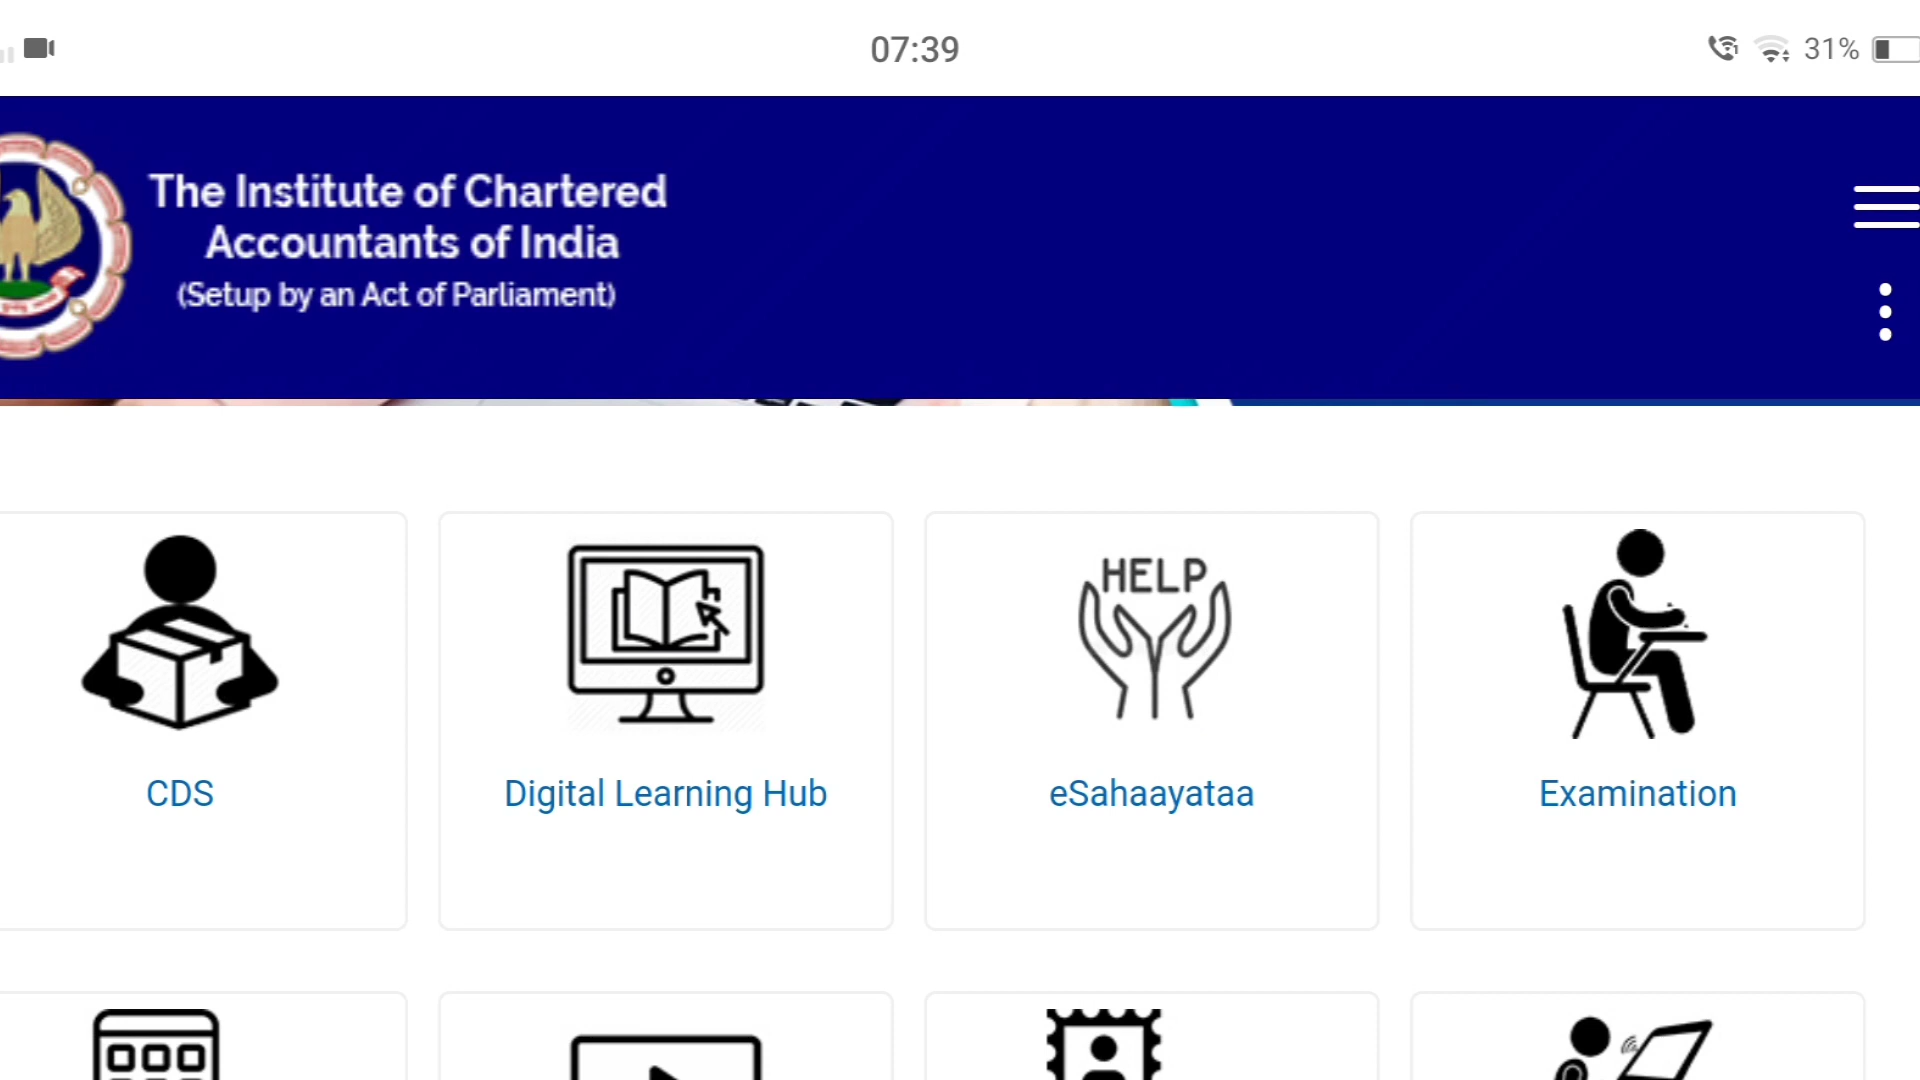 07:39
31%
The Institute of Chartered
Accountants of India
(Setup by an Act of Parliament)
HELP
CDS
Digital Learning Hub
eSahaayataa
Examination